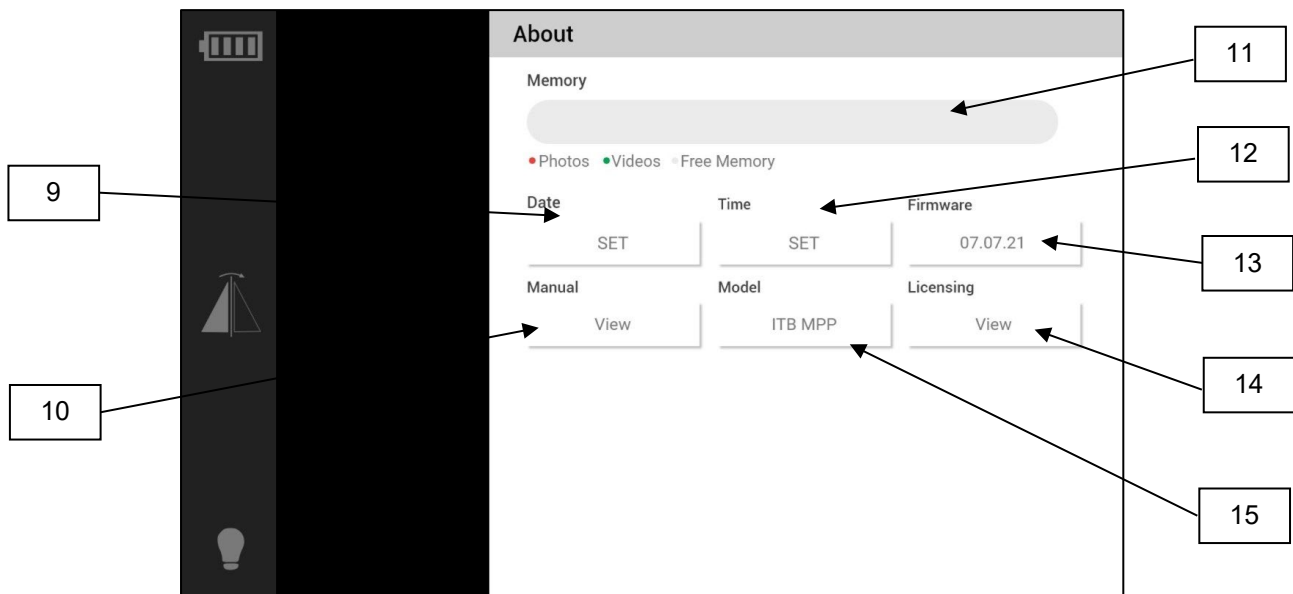 About
11
Memory
•Photos •Videos •Free Memory
12
9
Date Time Firmware
SET SET 07.07.21
13
Manual Model Licensing
View ITB MPP View
14
10
15